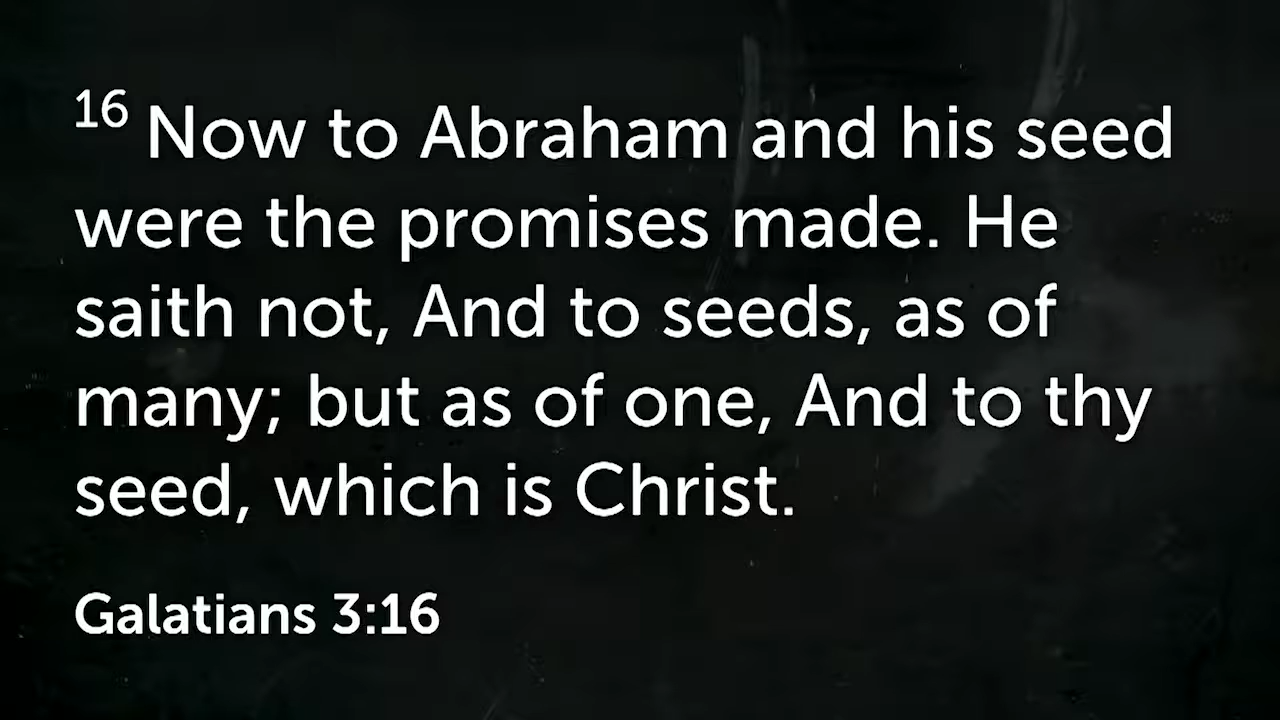 16 Now to Abraham and his seed
were the promises made. He
saith not, And to seeds, as of
many; but as of one, And to thy
seed, which is Christ.
Galatians 3:16